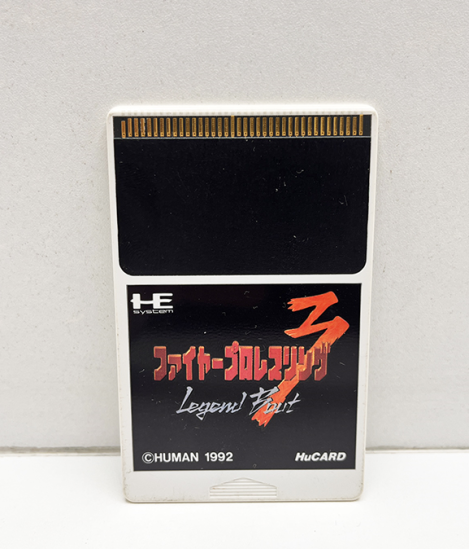 HE
system
3
ファイヤープロレスリング
Legend Bout
©HUMAN 1992 HuCARD